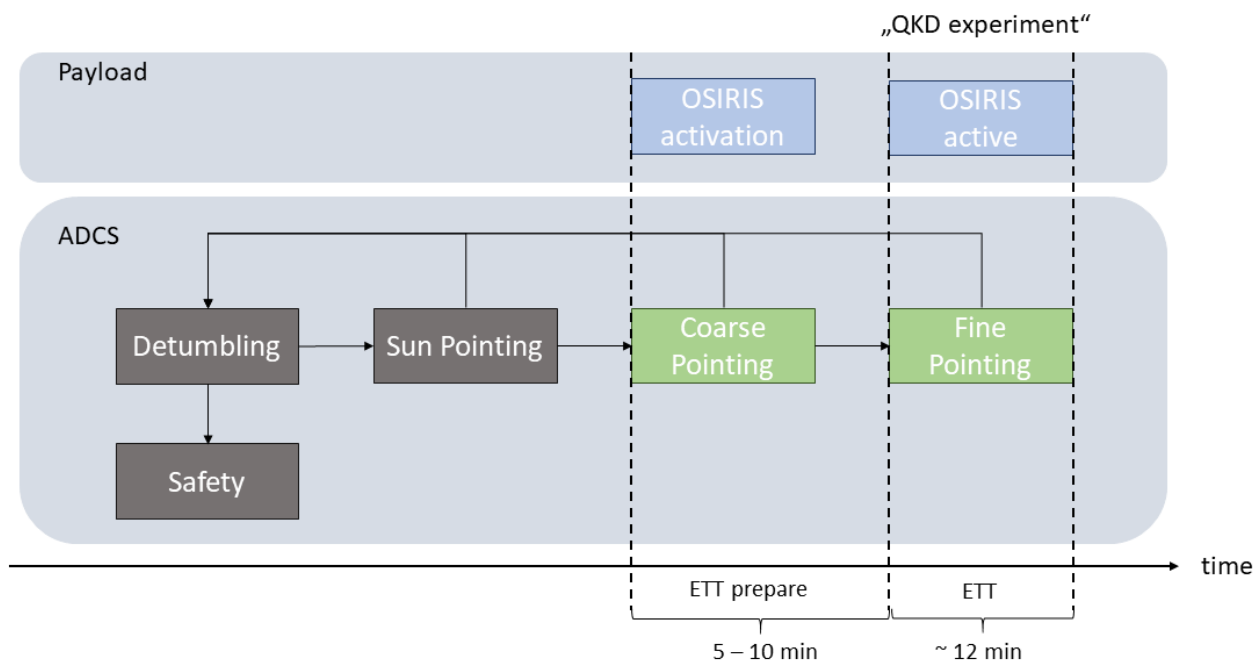 „QKD experiment“
Payload
OSIRIS
activation
OSIRIS
active
ADCS
Detumbling
Sun Pointing
Coarse
Pointing
Fine
Pointing
Safety
time
ETT prepare
ETT
5 – 10 min
~ 12 min